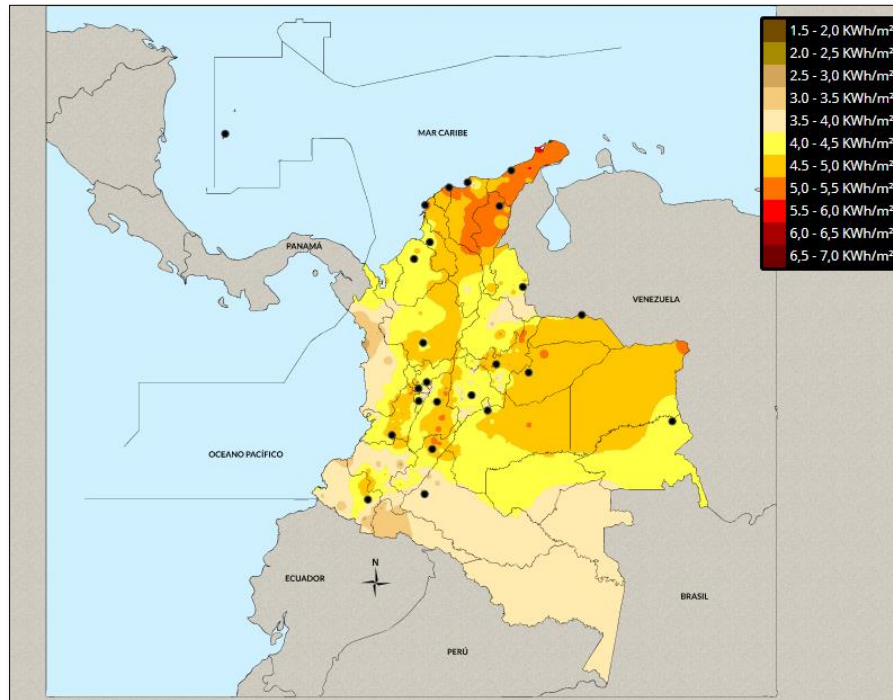 1.5 - 2,0 KWh/m²
2.0 - 2,5 KWh/m²
2.5 - 3,0 KWh/m²
3.0 - 3.5 KWh/m²
3.5 - 4,0 KWh/m²
4,0 - 4,5 KWh/m²
4.5 - 5,0 KWh/m²
5,0 - 5,5 KWh/m²
5.5 - 6,0 KWh/m²
6,0 - 6,5 KWh/m²
6,5 - 7,0 KWh/m²
MAR CARIBE
PANAMÁ
VENEZUELA
OCEANO PACÍFICO
N
ECUADOR
BRASIL
PERÚ